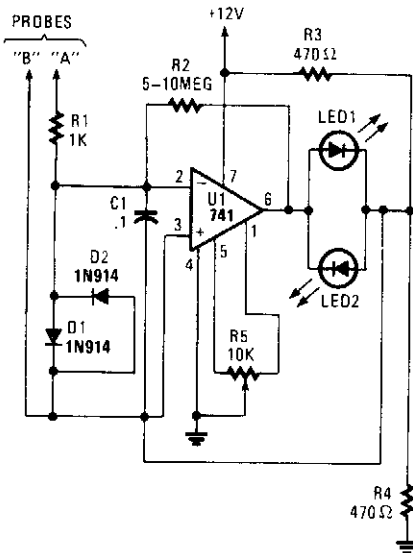 PROBES
"B" "A"
+12V
R3
470Ω
R2
5-10MEG
LED1
R1
1K
2
7
6
U1
741
C1
.1
3
1
4
5
LED2
D2
1N914
D1
1N914
R5
10K
R4
470Ω